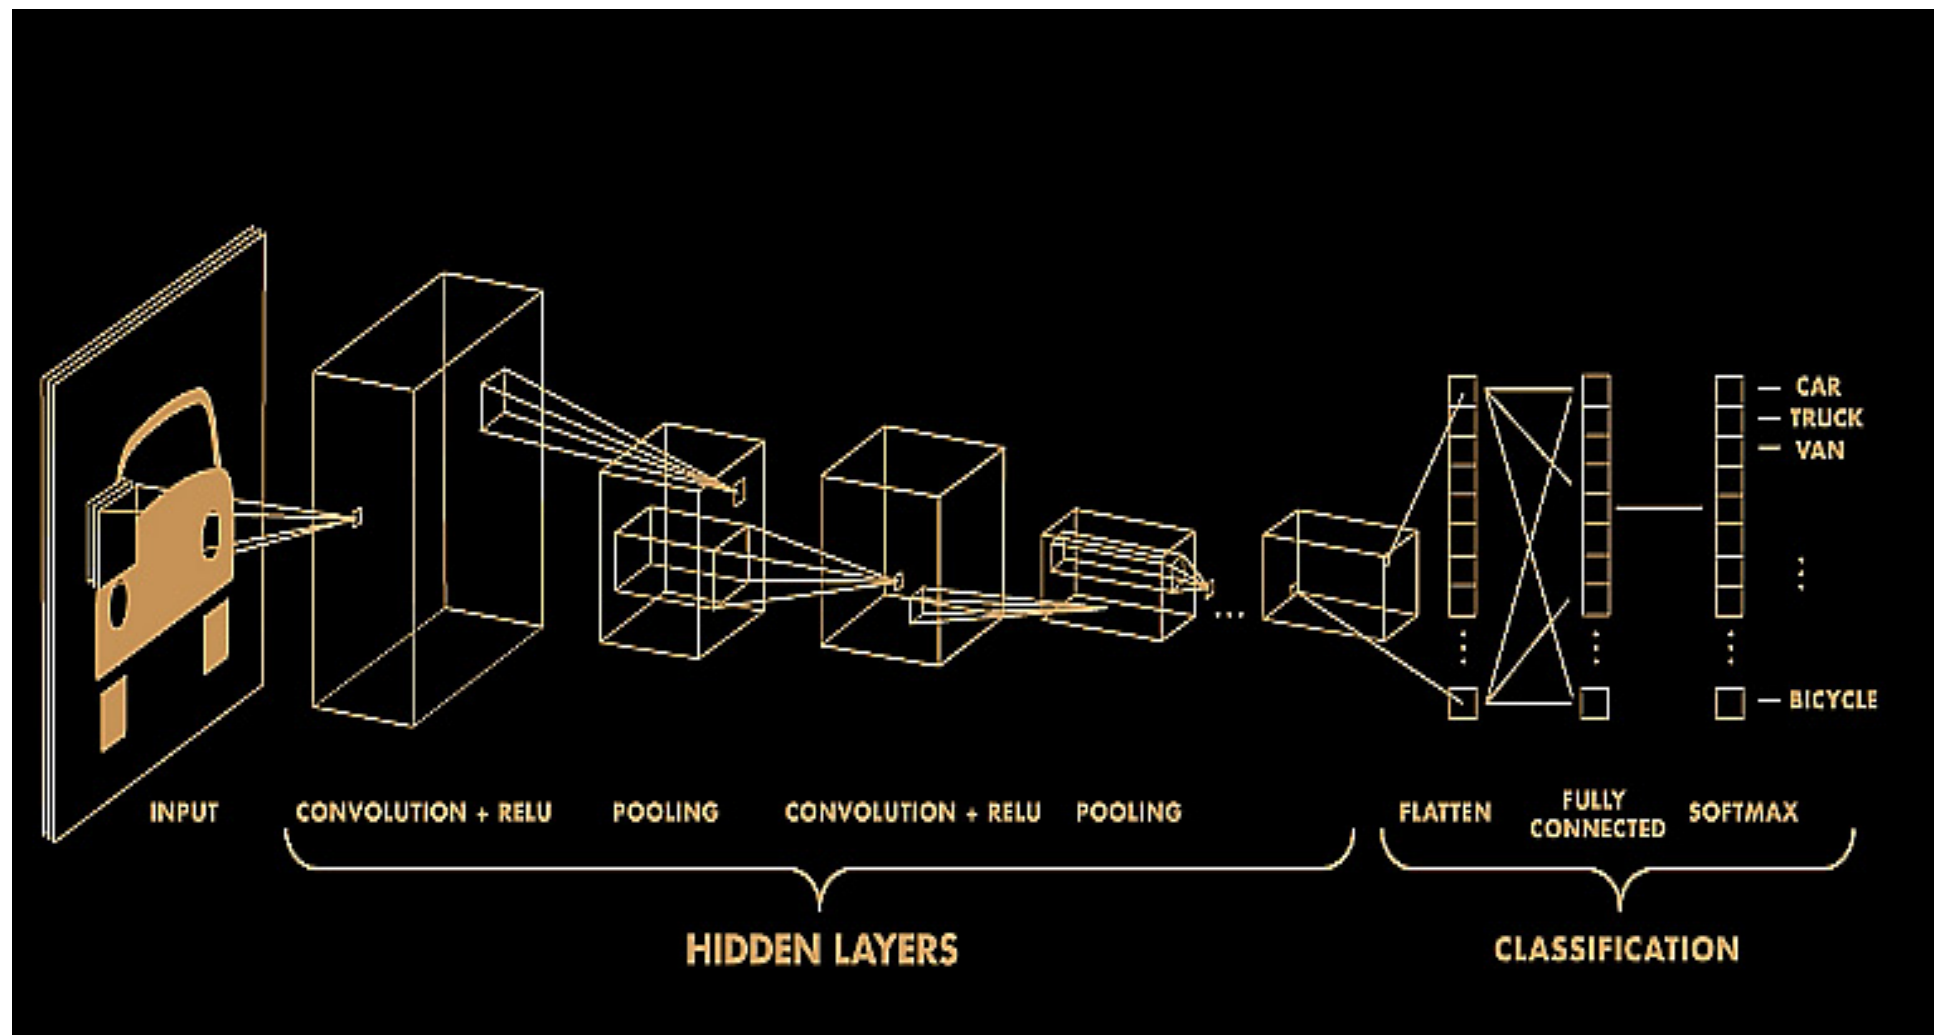 CAR
TRUCK
VAN
BICYCLE
INPUT
CONVOLUTION + RELU
POOLING
CONVOLUTION + RELU
POOLING
FLATTEN
FULLY
CONNECTED
SOFTMAX
HIDDEN LAYERS
CLASSIFICATION